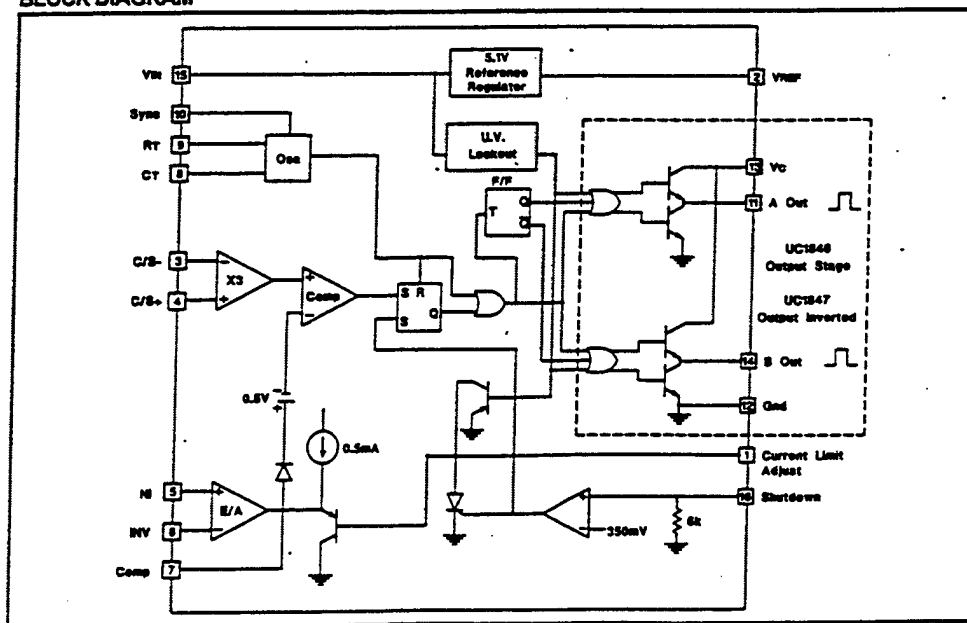 BLOCK DIAGRAM
VIN 15
5.1V
Reference
Regulator
2 VREF
Sync 10
RT 9
CT 8
Osc
U.V.
Lockout
F/F
T
Q
Q
13 VC
11 A Out
UC1846
Output Stage
UC1847
Output Inverted
C/S- 3
C/S+ 4
X3
Comp
S R
S
Q
14 B Out
12 Gnd
0.5V
0.5mA
1 Current Limit
Adjust
NI 5
INV 6
E/A
16 Shutdown
6k
350mV
Comp 7